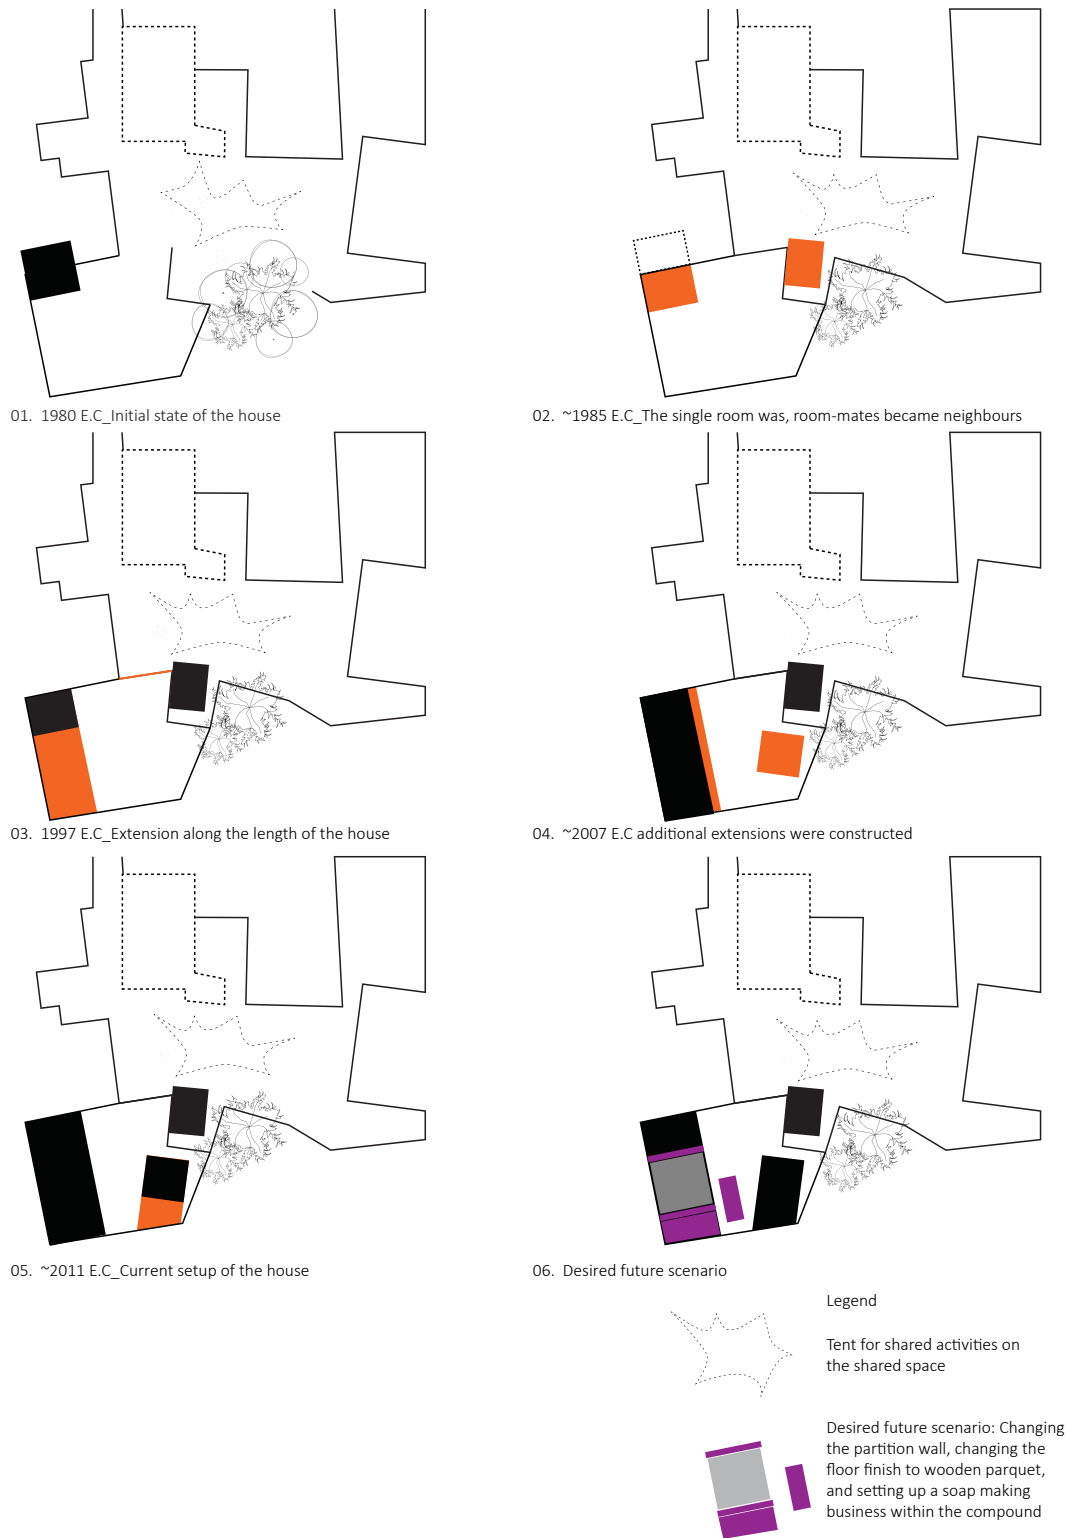 01. 1980 E.C_Initial state of the house
02. ~1985 E.C_The single room was, room-mates became neighbours
03. 1997 E.C_Extension along the length of the house
04. ~2007 E.C additional extensions were constructed
05. ~2011 E.C_Current setup of the house
06. Desired future scenario
Legend
Tent for shared activities on
the shared space
Desired future scenario: Changing
the partition wall, changing the
floor finish to wooden parquet,
and setting up a soap making
business within the compound